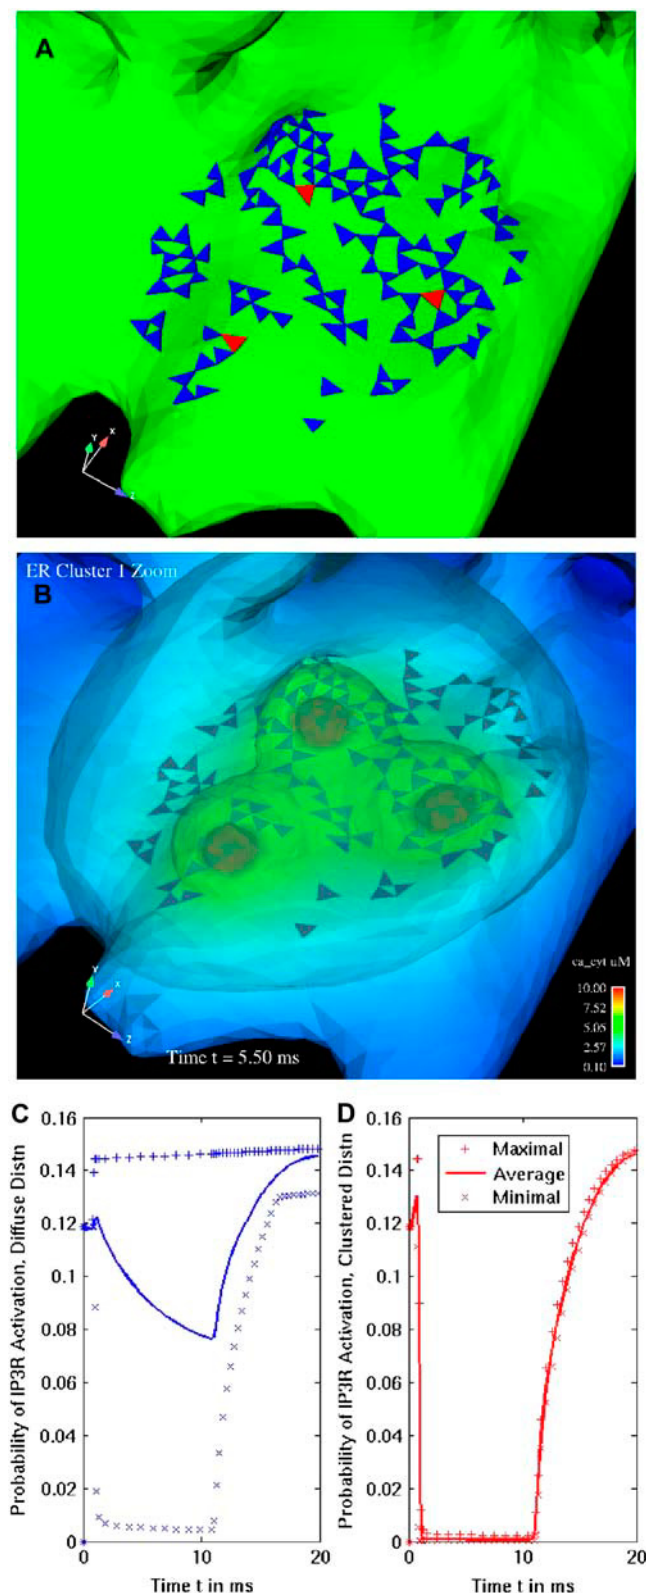 A
Y
X
Z
ER Cluster 1 Zoom
B
ca_cyt uM
10.00
7.52
5.05
2.57
0.10
Y
X
Z
Time t = 5.50 ms
C
D
Probability of IP3R Activation, Diffuse Distn
0.16
0.14
0.12
0.1
0.08
0.06
0.04
0.02
0
0
10
20
Time t in ms
Probability of IP3R Activation, Clustered Distn
0.16
0.14
0.12
0.1
0.08
0.06
0.04
0.02
0
Maximal
Average
Minimal
0
10
20
Time t in ms